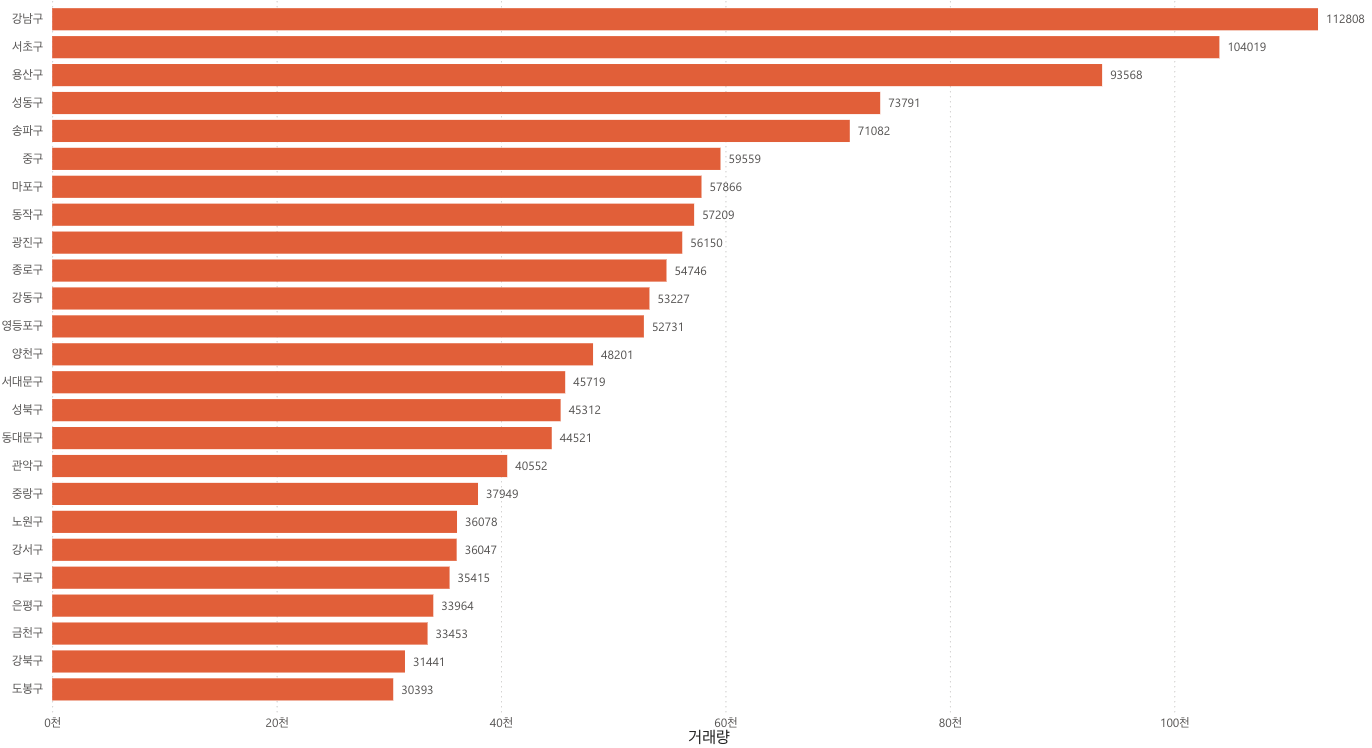 강남구 112808
서초구 104019
용산구 93568
성동구 73791
송파구 71082
중구 59559
마포구 57866
동작구 57209
광진구 56150
종로구 54746
강동구 53227
영등포구 52731
양천구 48201
서대문구 45719
성북구 45312
동대문구 44521
관악구 40552
중랑구 37949
노원구 36078
강서구 36047
구로구 35415
은평구 33964
금천구 33453
강북구 31441
도봉구 30393
0천 20천 40천 60천 80천 100천
거래량